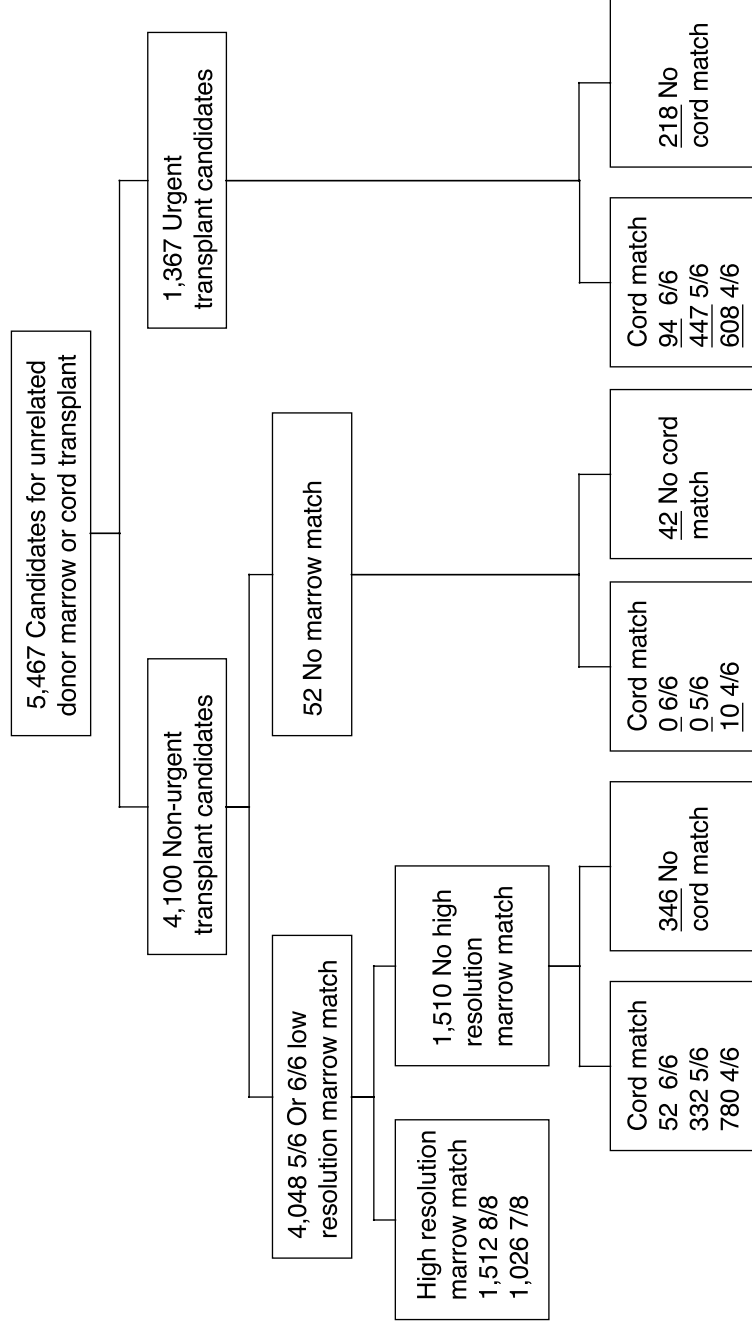 5,467 Candidates for unrelated
donor marrow or cord transplant
4,100 Non-urgent
transplant candidates
1,367 Urgent
transplant candidates
4,048 5/6 Or 6/6 low
resolution marrow match
52 No marrow match
High resolution
marrow match
1,512 8/8
1,026 7/8
1,510 No high
resolution
marrow match
Cord match
52 6/6
332 5/6
780 4/6
346 No
cord match
Cord match
0 6/6
0 5/6
10 4/6
42 No cord
match
Cord match
94 6/6
447 5/6
608 4/6
218 No
cord match